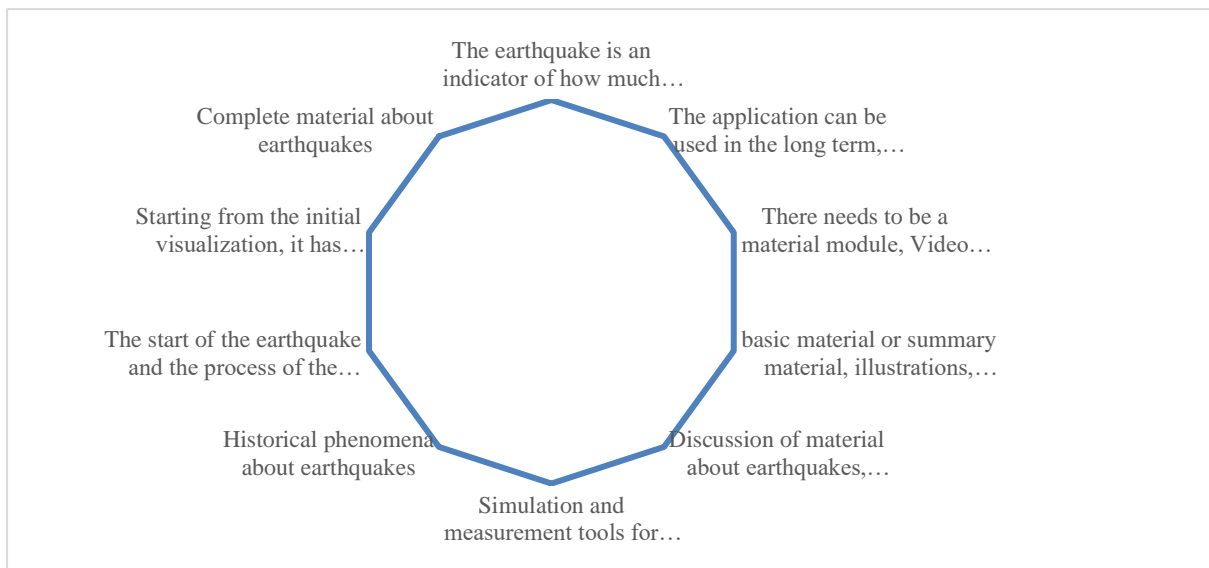 The earthquake is an
indicator of how much…
The application can be
used in the long term,…
There needs to be a
material module, Video…
basic material or summary
material, illustrations,…
Discussion of material
about earthquakes,…
Simulation and
measurement tools for…
Historical phenomena
about earthquakes
The start of the earthquake
and the process of the…
Starting from the initial
visualization, it has…
Complete material about
earthquakes